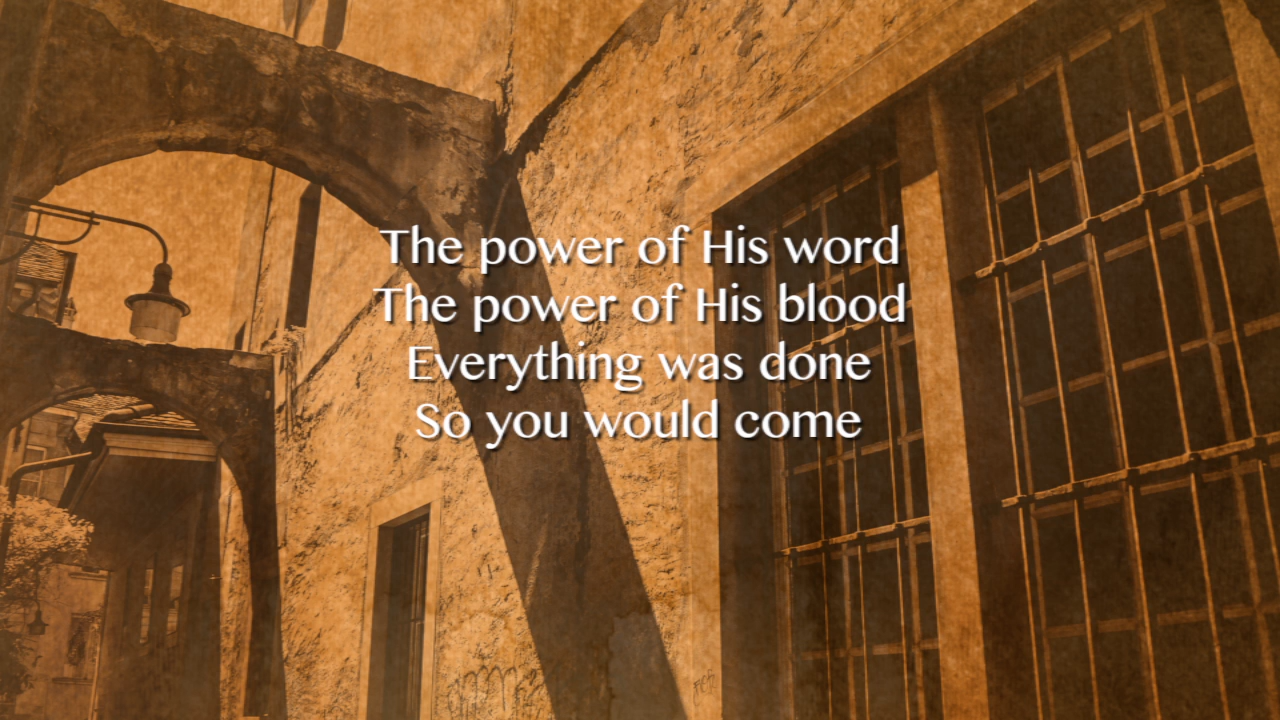 The power of His word
The power of His blood
Everything was done
So you would come